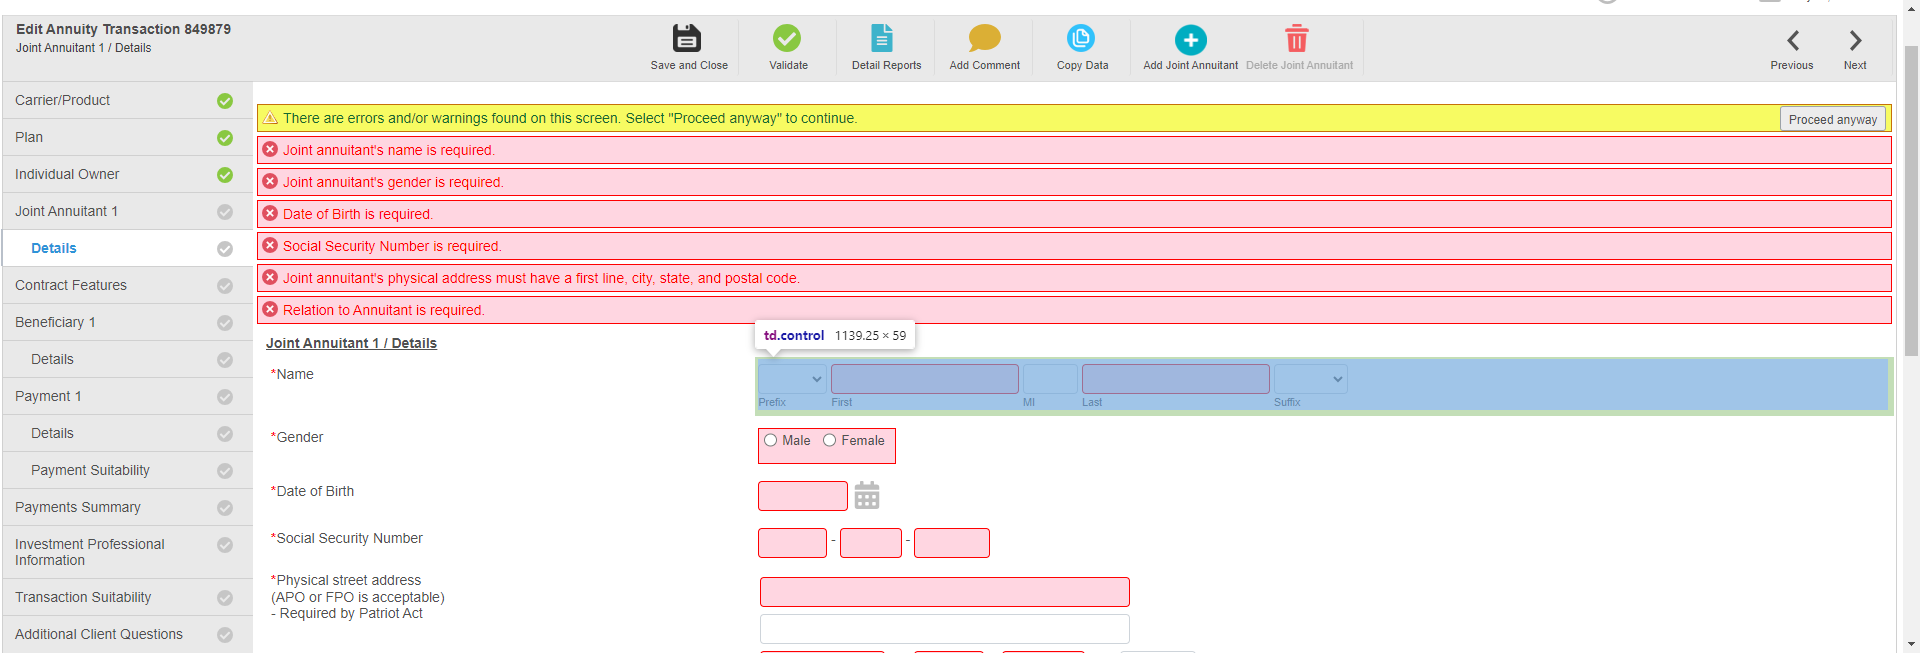 Edit Annuity Transaction 849879
Joint Annuitant 1 / Details
Save and Close
Validate
Detail Reports
Add Comment
Copy Data
Add Joint Annuitant
Delete Joint Annuitant
Previous
Next
Carrier/Product
Plan
Individual Owner
Joint Annuitant 1
Details
Contract Features
Beneficiary 1
Details
Payment 1
Details
Payment Suitability
Payments Summary
Investment Professional
Information
Transaction Suitability
Additional Client Questions
There are errors and/or warnings found on this screen. Select "Proceed anyway" to continue.
Proceed anyway
Joint annuitant's name is required.
Joint annuitant's gender is required.
Date of Birth is required.
Social Security Number is required.
Joint annuitant's physical address must have a first line, city, state, and postal code.
Relation to Annuitant is required.
td.control 1139.25 × 59
Joint Annuitant 1 / Details
*Name
Prefix First MI Last Suffix
*Gender
Male Female
*Date of Birth
*Social Security Number
- -
*Physical street address
(APO or FPO is acceptable)
- Required by Patriot Act